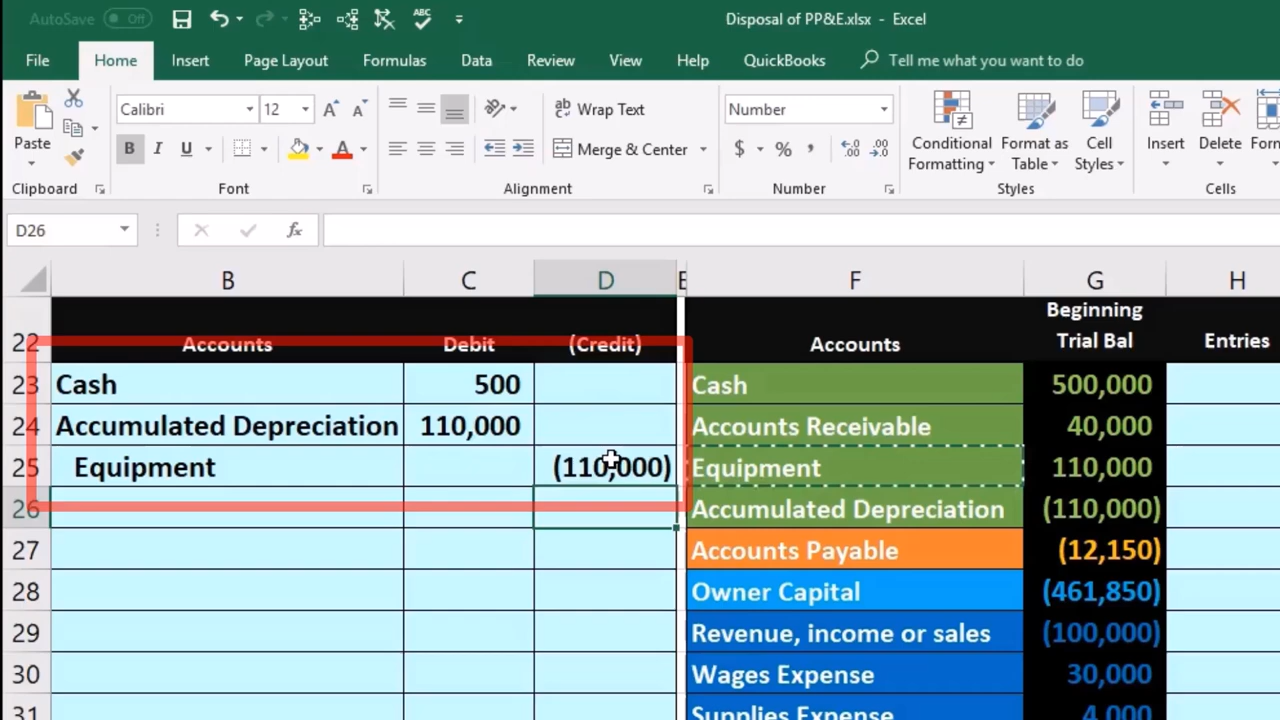 AutoSave Off Disposal of PP&E.xlsx - Excel
ABC
File Home Insert Page Layout Formulas Data Review View Help QuickBooks Tell me what you want to do
Paste Calibri 12 A A ab Wrap Text Number Conditional Formatting Format as Table Cell Styles Insert Delete
B I U A Merge & Center $ % , .00 .0
Clipboard Font Alignment Number Styles Cells
D26 fx
B C D E F G H
22 Accounts Debit (Credit) Accounts Beginning Trial Bal Entries
23 Cash 500 Cash 500,000
24 Accumulated Depreciation 110,000 Accounts Receivable 40,000
25 Equipment (110,000) Equipment 110,000
26 Accumulated Depreciation (110,000)
27 Accounts Payable (12,150)
28 Owner Capital (461,850)
29 Revenue, income or sales (100,000)
30 Wages Expense 30,000
31 Supplies Expense 4,000